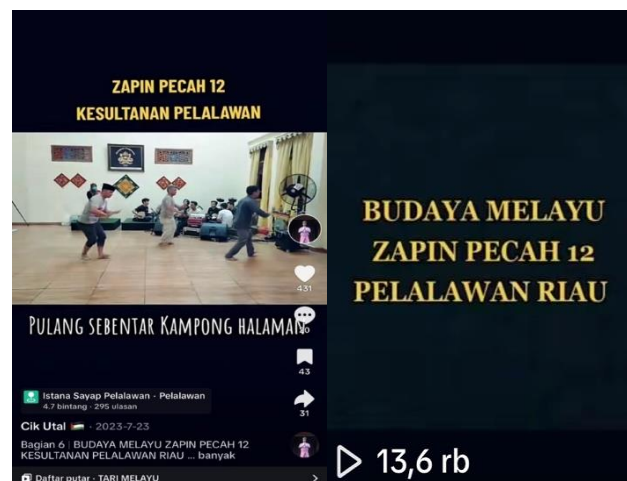 ZAPIN PECAH 12
KESULTANAN PELALAWAN
431
PULANG SEBENTAR KAMPONG HALAMAN
43
Istana Sayap Pelalawan - Pelalawan
4.7 bintang - 295 ulasan
31
Cik Utal · 2023-7-23
Bagian 6 | BUDAYA MELAYU ZAPIN PECAH 12
KESULTANAN PELALAWAN RIAU ... banyak
Daftar putar · TARI MELAYU
BUDAYA MELAYU
ZAPIN PECAH 12
PELALAWAN RIAU
13,6 rb